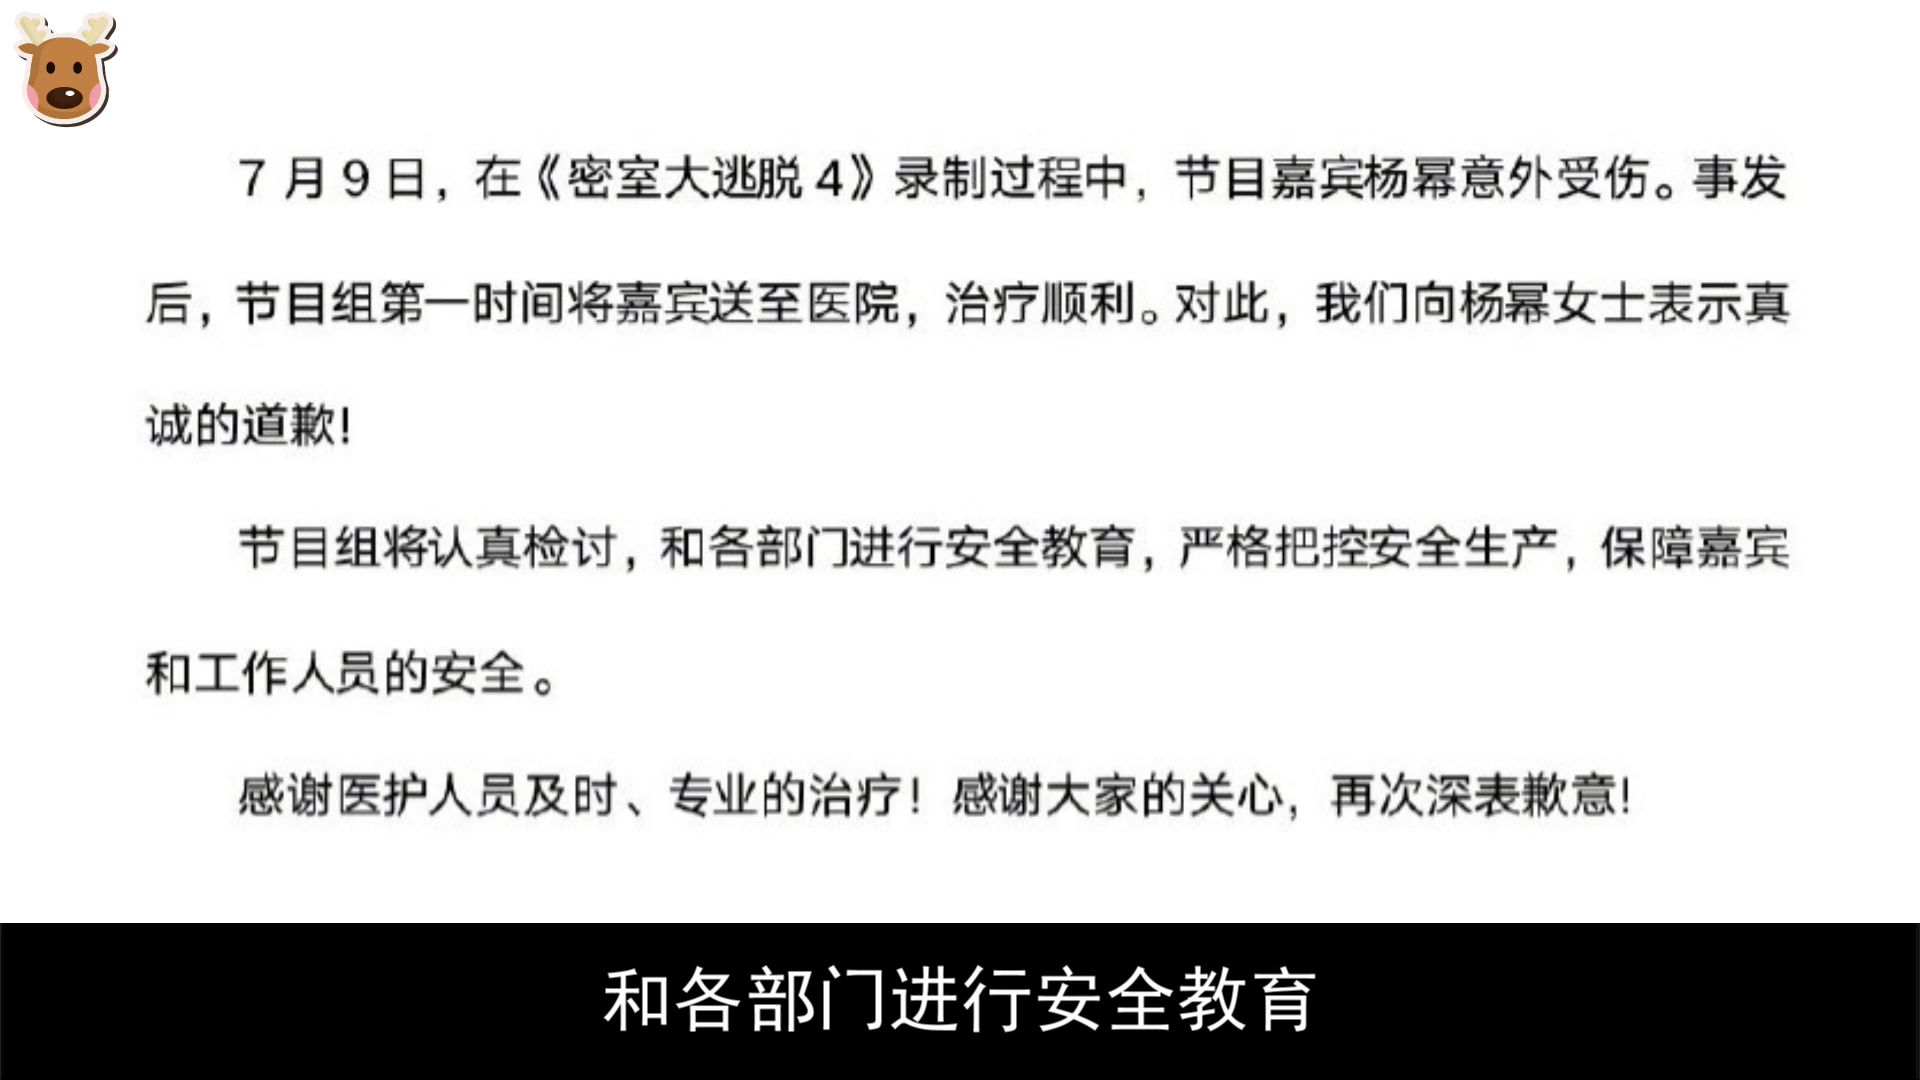 7月9日，在《密室大逃脱4》录制过程中，节目嘉宾杨幂意外受伤。事发
后，节目组第一时间将嘉宾送至医院，治疗顺利。对此，我们向杨幂女士表示真
诚的道歉！
节目组将认真检讨，和各部门进行安全教育，严格把控安全生产，保障嘉宾
和工作人员的安全。
感谢医护人员及时、专业的治疗！感谢大家的关心，再次深表歉意！
和各部门进行安全教育